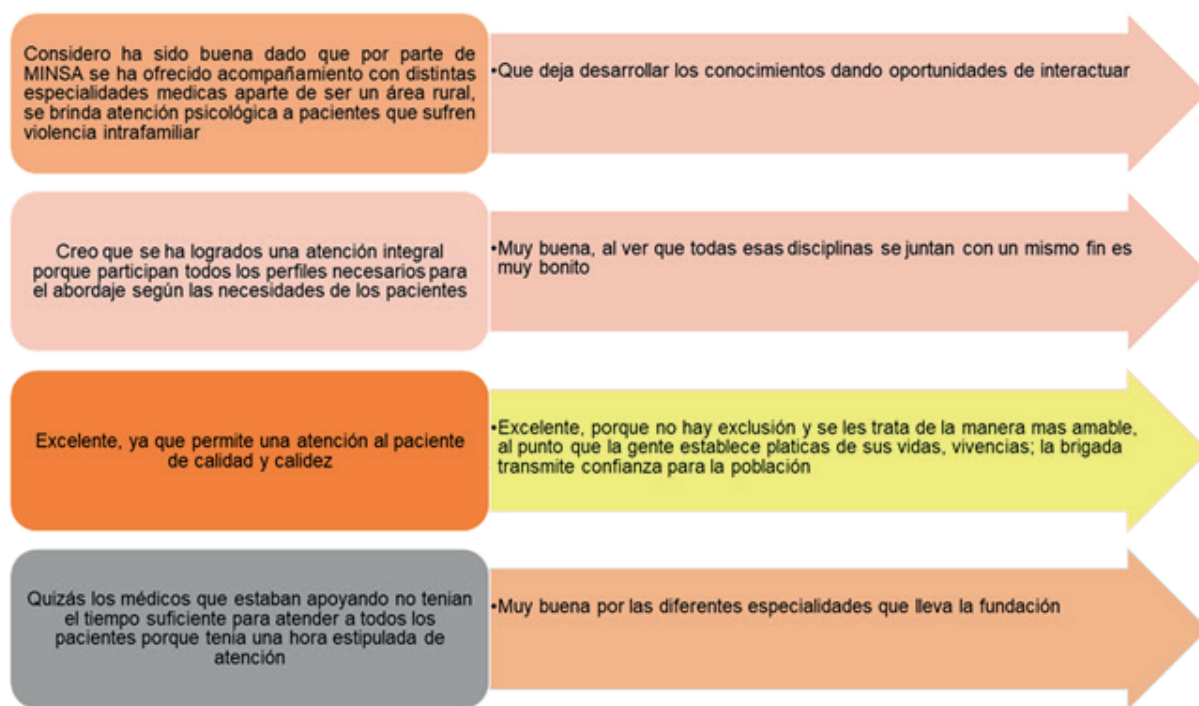 Considero ha sido buena dado que por parte de
MINSA se ha ofrecido acompañamiento con distintas
especialidades medicas aparte de ser un área rural,
se brinda atención psicológica a pacientes que sufren
violencia intrafamiliar
•Que deja desarrollar los conocimientos dando oportunidades de interactuar
Creo que se ha logrados una atención integral
porque participan todos los perfiles necesarios para
el abordaje según las necesidades de los pacientes
•Muy buena, al ver que todas esas disciplinas se juntan con un mismo fin es
muy bonito
Excelente, ya que permite una atención al paciente
de calidad y calidez
•Excelente, porque no hay exclusión y se les trata de la manera mas amable,
al punto que la gente establece platicas de sus vidas, vivencias; la brigada
transmite confianza para la población
Quizás los médicos que estaban apoyando no tenian
el tiempo suficiente para atender a todos los
pacientes porque tenia una hora estipulada de
atención
•Muy buena por las diferentes especialidades que lleva la fundación